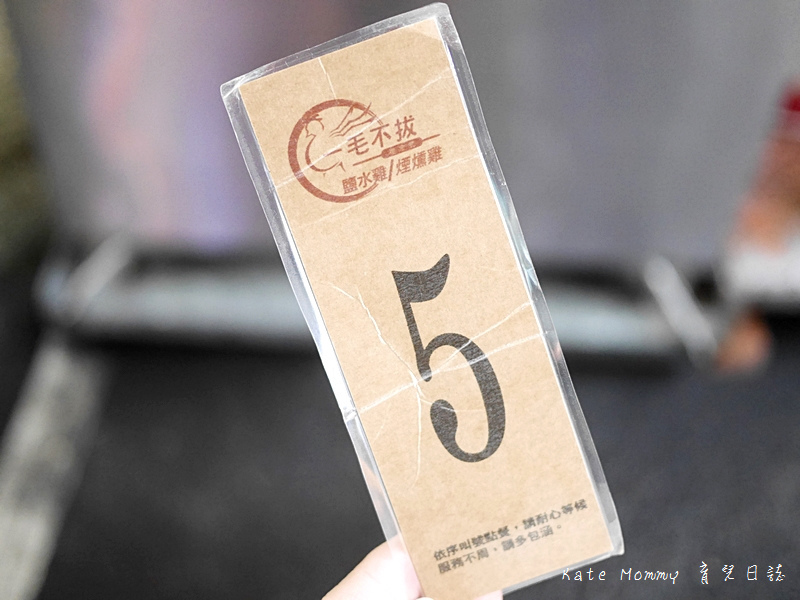 一毛不拔
鹽水雞/煙燻雞
5
依序叫號點餐,請耐心等候
服務不周,請多包涵。
Kate Mommy 育兒日誌